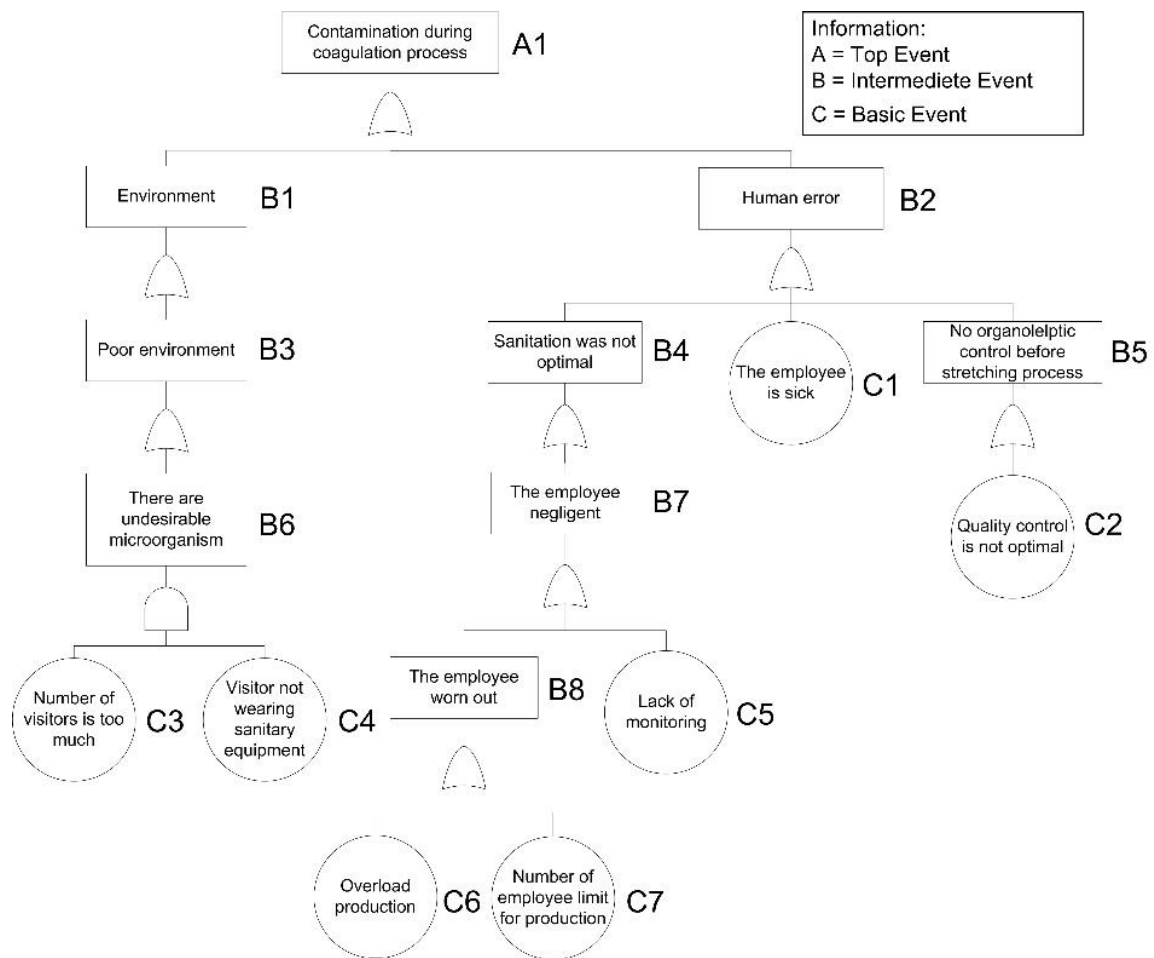 Contamination during
coagulation process
A1
Information:
A = Top Event
B = Intermediete Event
C = Basic Event
Environment
B1
Human error
B2
Poor environment
B3
Sanitation was not
optimal
B4
The employee
is sick
C1
No organolelptic
control before
stretching process
B5
There are
undesirable
microorganism
B6
The employee
negligent
B7
Quality control
is not optimal
C2
Number of
visitors is too
much
C3
Visitor not
wearing
sanitary
equipment
C4
The employee
worn out
B8
Lack of
monitoring
C5
Overload
production
C6
Number of
employee limit
for production
C7